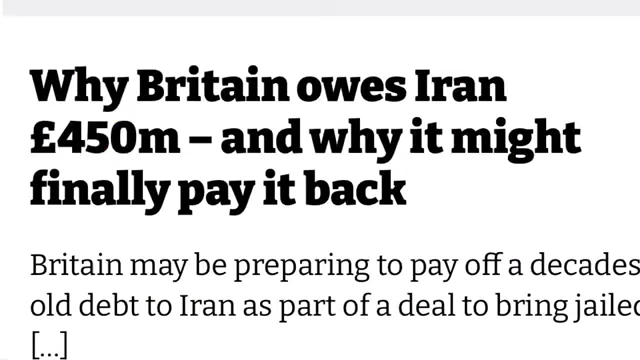 Why Britain owes Iran
£450m – and why it might
finally pay it back
Britain may be preparing to pay off a decades
old debt to Iran as part of a deal to bring jailed
[...]